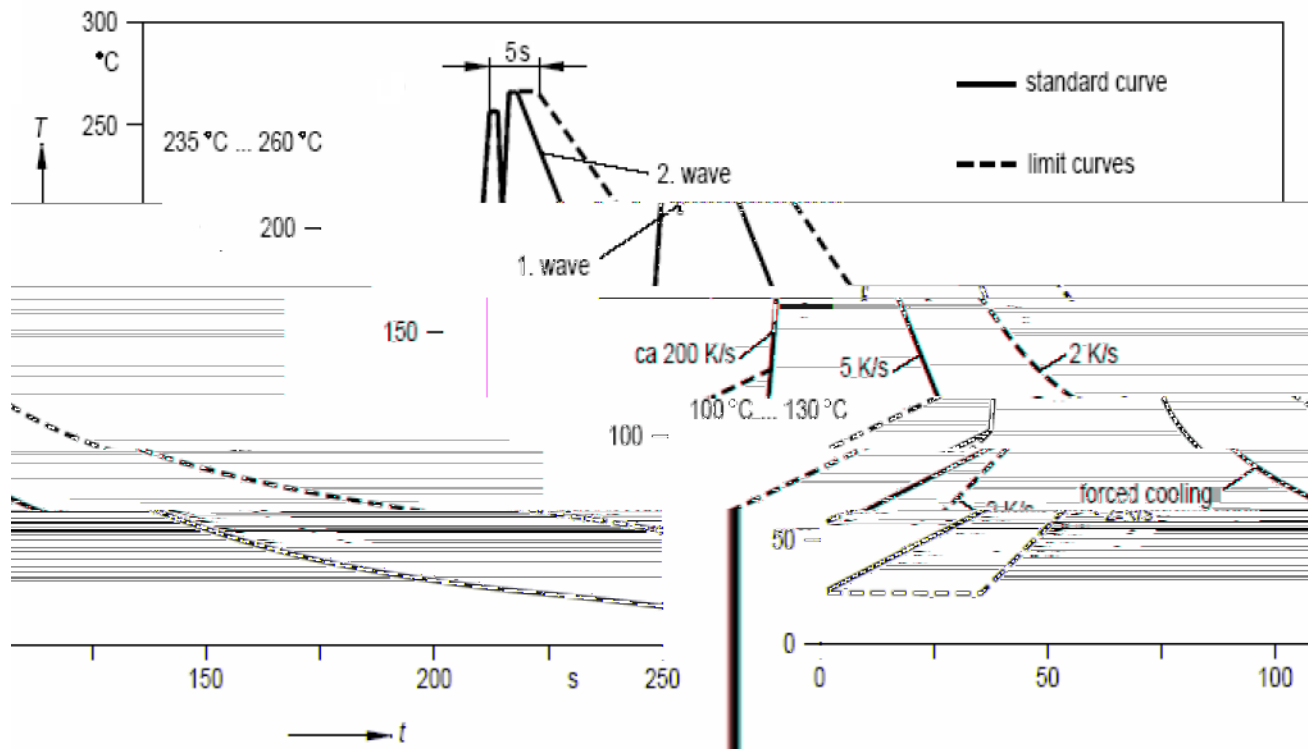 300
°C
5s
standard curve
T
250
235 °C ... 260 °C
limit curves
2. wave
200
1. wave
150
ca 200 K/s
5 K/s
2 K/s
100 °C ... 130 °C
100
forced cooling
50
0
150
200
s
250
0
50
100
t